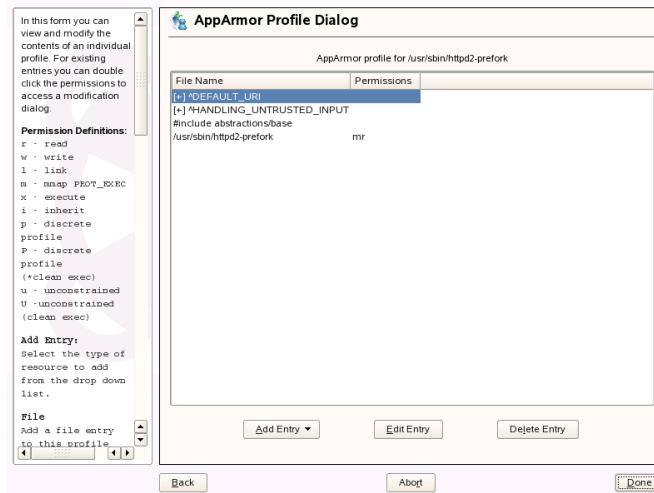 In this form you can
view and modify the
contents of an individual
profile. For existing
entries you can double
click the permissions to
access a modification
dialog.
Permission Definitions:
r - read
w - write
l - link
m - mmap PROT_EXEC
x - execute
i - inherit
p - discrete
profile
P - discrete
profile
(*clean exec)
u - unconstrained
U -unconstrained
(clean exec)
Add Entry:
Select the type of
resource to add
from the drop down
list.
File
Add a file entry
to this profile
AppArmor Profile Dialog
AppArmor profile for /usr/sbin/httpd2-prefork
File Name Permissions
[+] ^DEFAULT_URI
[+] ^HANDLING_UNTRUSTED_INPUT
#include abstractions/base
/usr/sbin/httpd2-prefork mr
Add Entry Edit Entry Delete Entry
Back Abort Done